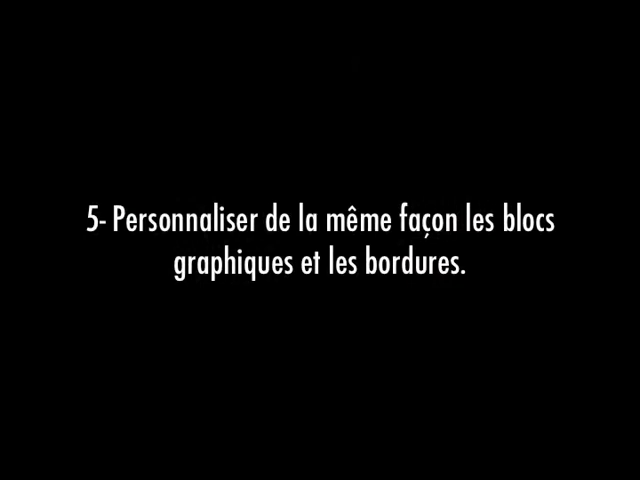 5- Personnaliser de la même façon les blocs
graphiques et les bordures.